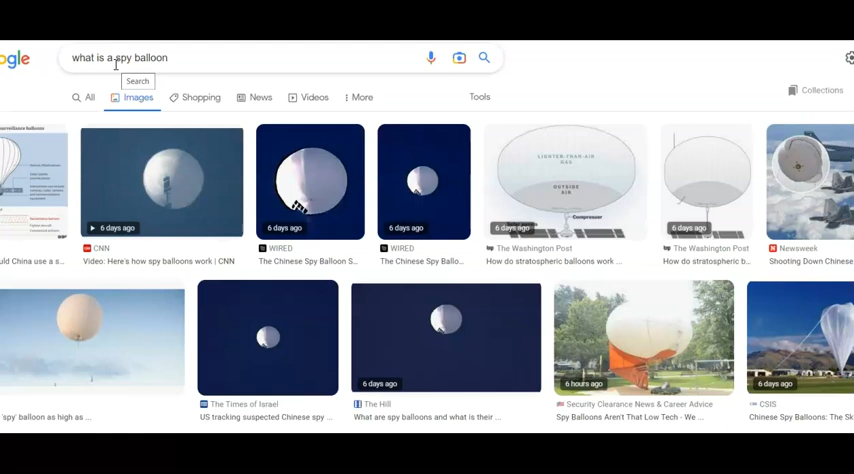 ogle
what is a spy balloon
Search
All Images Shopping News Videos More Tools
Collections
surveillance balloons
6 days ago
6 days ago
6 days ago
LIGHTER-THAN-AIR
GAS
OUTSIDE
AIR
Compressor
6 days ago
6 days ago
CNN
WIRED
WIRED
The Washington Post
The Washington Post
Newsweek
uld China use a s...
Video: Here's how spy balloons work | CNN
The Chinese Spy Balloon S...
The Chinese Spy Ballo...
How do stratospheric balloons work ...
How do stratospheric b...
Shooting Down Chinese
6 days ago
6 hours ago
6 days ago
The Times of Israel
The Hill
Security Clearance News & Career Advice
CSIS
'spy' balloon as high as ...
US tracking suspected Chinese spy ...
What are spy balloons and what is their ...
Spy Balloons Aren't That Low Tech - We ...
Chinese Spy Balloons: The Sk